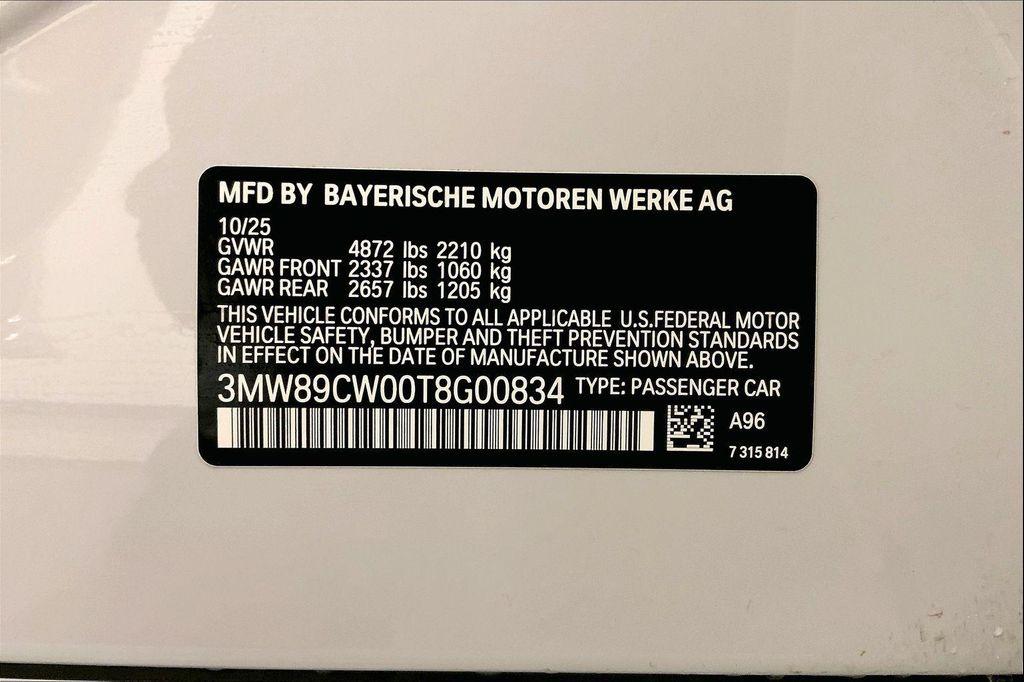 MFD BY BAYERISCHE MOTOREN WERKE AG
10/25
GVWR 4872 lbs 2210 kg
GAWR FRONT 2337 lbs 1060 kg
GAWR REAR 2657 lbs 1205 kg
THIS VEHICLE CONFORMS TO ALL APPLICABLE U.S.FEDERAL MOTOR
VEHICLE SAFETY, BUMPER AND THEFT PREVENTION STANDARDS
IN EFFECT ON THE DATE OF MANUFACTURE SHOWN ABOVE.
3MW89CW00T8G00834 TYPE: PASSENGER CAR
A96
7 315 814